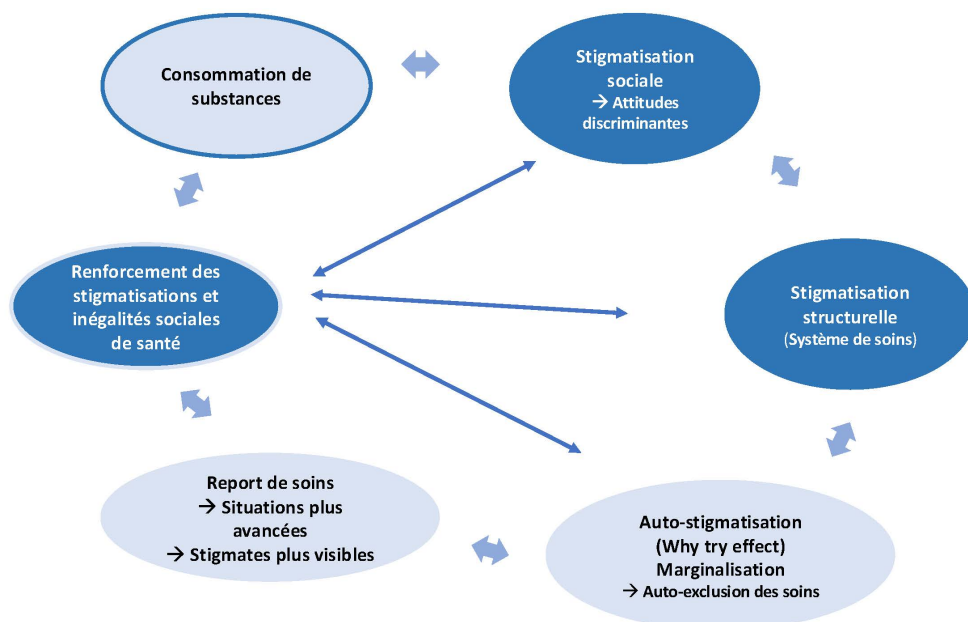 Consommation de
substances
Stigmatisation
sociale
→ Attitudes
discriminantes
Renforcement des
stigmatisations et
inégalités sociales
de santé
Stigmatisation
structurelle
(Système de soins)
Report de soins
→ Situations plus
avancées
→ Stigmates plus visibles
Auto-stigmatisation
(Why try effect)
Marginalisation
→ Auto-exclusion des soins